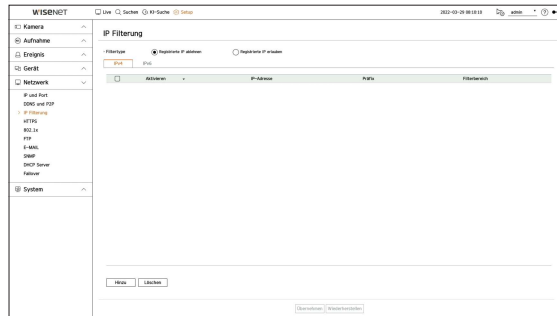 WISENET
Live Suchen KI-Suche Setup
2022-03-29 08:10:10 admin
Kamera
Aufnahme
Ereignis
Gerät
Netzwerk
IP und Port
DDNS und P2P
> IP Filterung
HTTPS
802.1x
FTP
E-MAIL
SNMP
DHCP Server
Failover
System
IP Filterung
- Filtertype Registrierte IP ablehnen Registrierte IP erlauben
IPv4 IPv6
Aktivieren IP-Adresse Präfix Filterbereich
Hinzu Löschen
Übernehmen Wiederherstellen